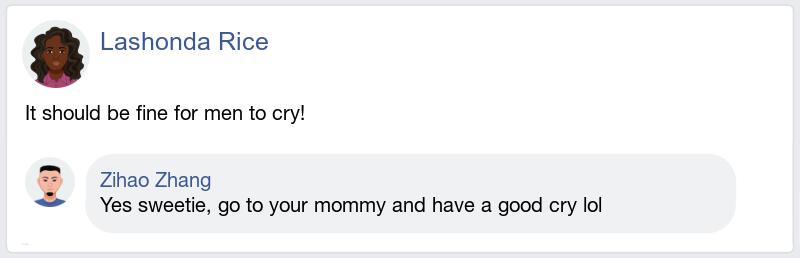 Lashonda Rice
It should be fine for men to cry!
Zihao Zhang
Yes sweetie, go to your mommy and have a good cry lol